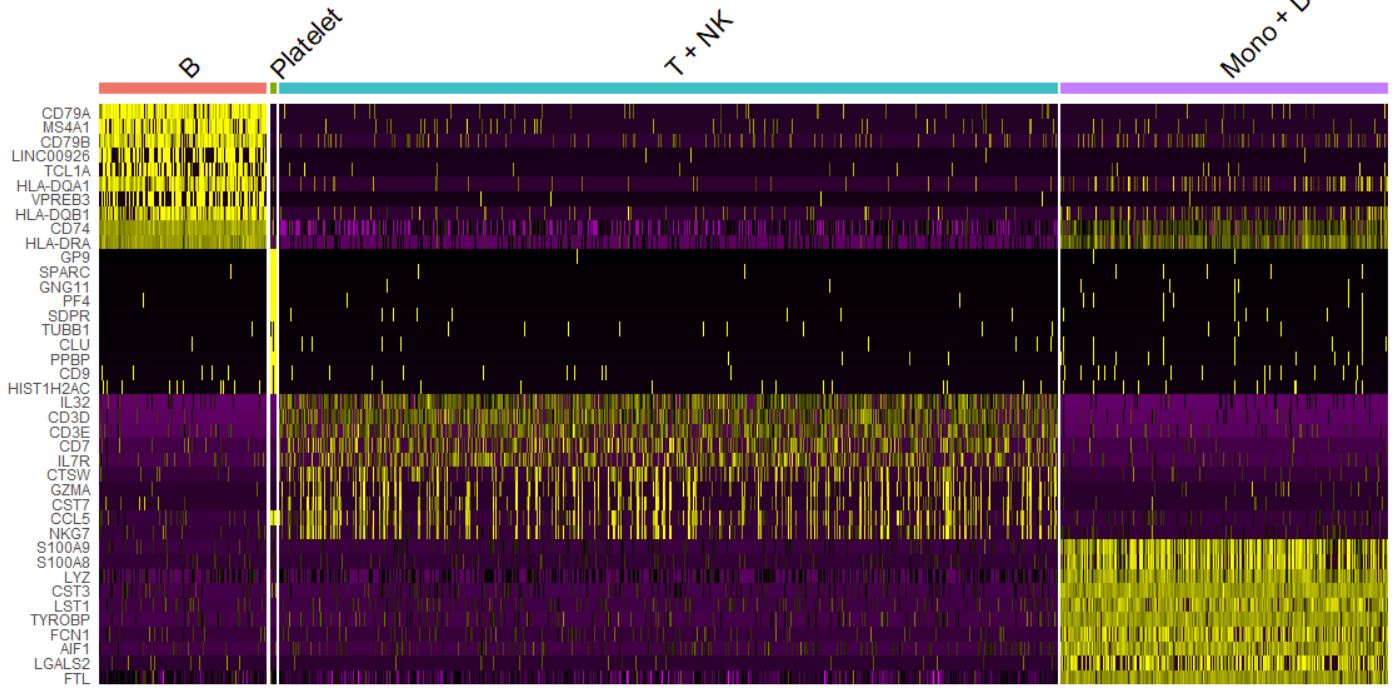 B
Platelet
T + NK
Mono + D
CD79A
MS4A1
CD79B
LINC00926
TCL1A
HLA-DQA1
VPREB3
HLA-DQB1
CD74
HLA-DRA
GP9
SPARC
GNG11
PF4
SDPR
TUBB1
CLU
PPBP
CD9
HIST1H2AC
IL32
CD3D
CD3E
CD7
IL7R
CTSW
GZMA
CST7
CCL5
NKG7
S100A9
S100A8
LYZ
CST3
LST1
TYROBP
FCN1
AIF1
LGALS2
FTL